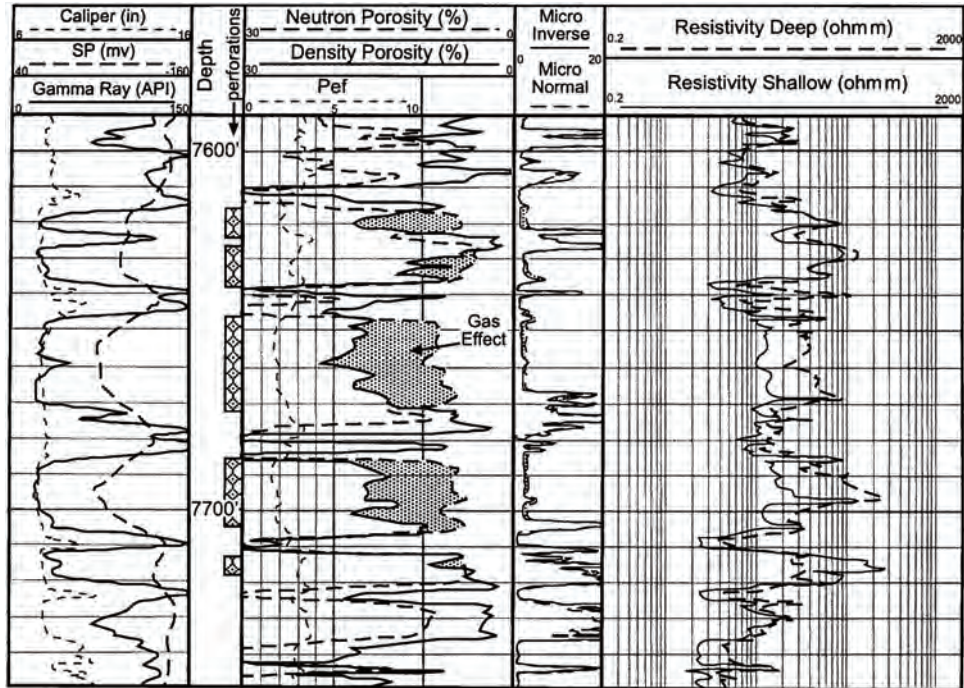 Caliper (in)
6 16
SP (mv)
40 -160
Gamma Ray (API)
0 150
Depth
perforations
Neutron Porosity (%)
30 0
Density Porosity (%)
30 0
Pef
0 5 10
Micro
Inverse
0 20
Micro
Normal
Resistivity Deep (ohm m)
0.2 2000
Resistivity Shallow (ohm m)
0.2 2000
7600'
Gas
Effect
7700'